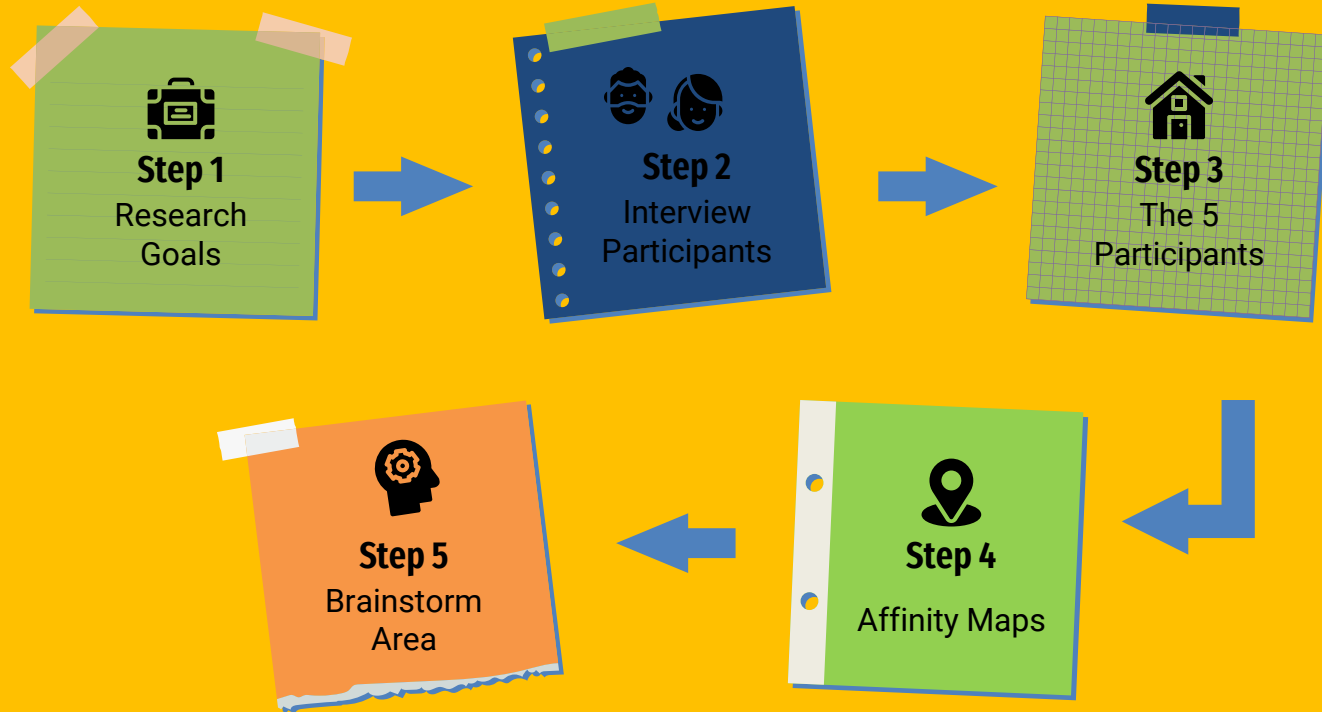 Step 1
Research
Goals
Step 2
Interview
Participants
Step 3
The 5
Participants
Step 4
Affinity Maps
Step 5
Brainstorm
Area